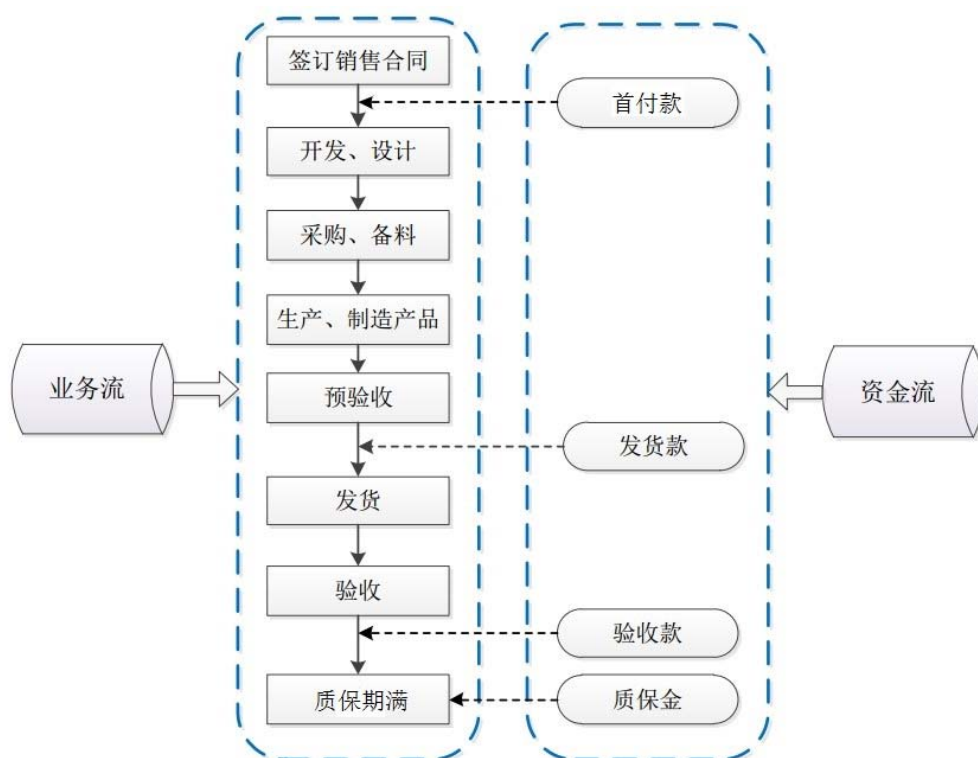 签订销售合同
首付款
开发、设计
采购、备料
生产、制造产品
业务流
预验收
资金流
发货款
发货
验收
验收款
质保期满
质保金